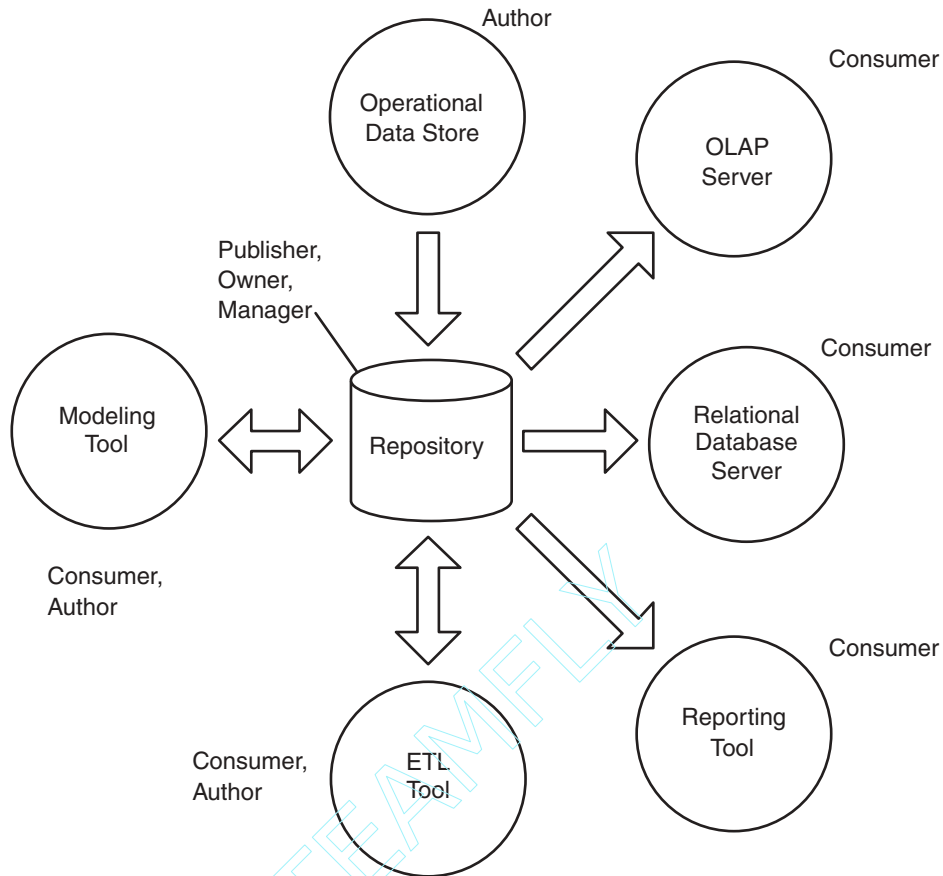 Author
Operational
Data Store
Consumer
OLAP
Server
Publisher,
Owner,
Manager
Modeling
Tool
Consumer,
Author
Repository
Consumer
Relational
Database
Server
Consumer,
Author
ETL
Tool
Consumer
Reporting
Tool
TEAMFLY